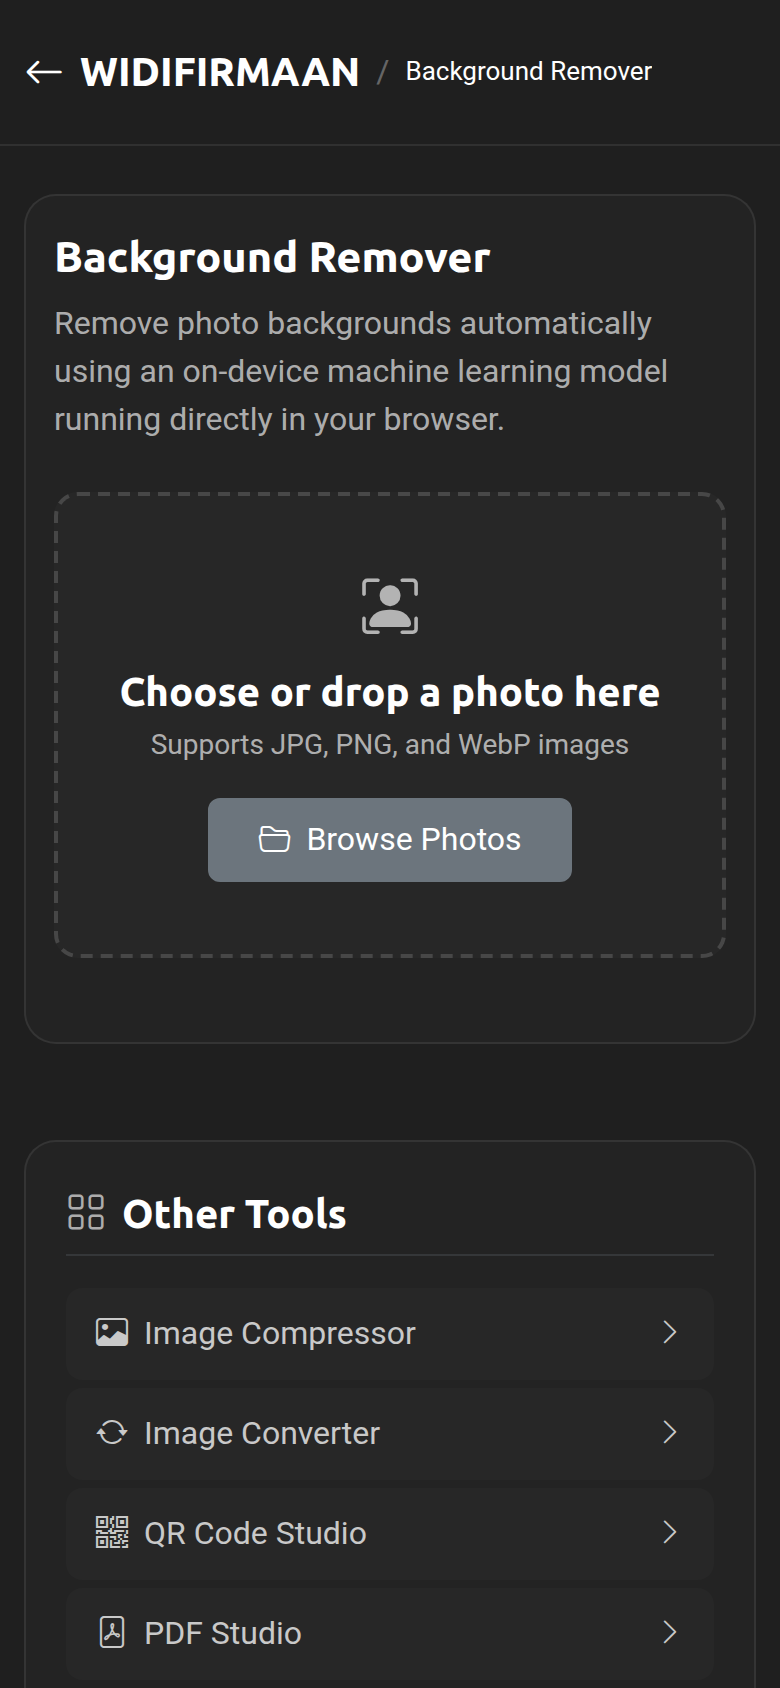 WIDIFIRMAAN / Background Remover
Background Remover
Remove photo backgrounds automatically
using an on-device machine learning model
running directly in your browser.
Choose or drop a photo here
Supports JPG, PNG, and WebP images
Browse Photos
Other Tools
Image Compressor
Image Converter
QR Code Studio
PDF Studio